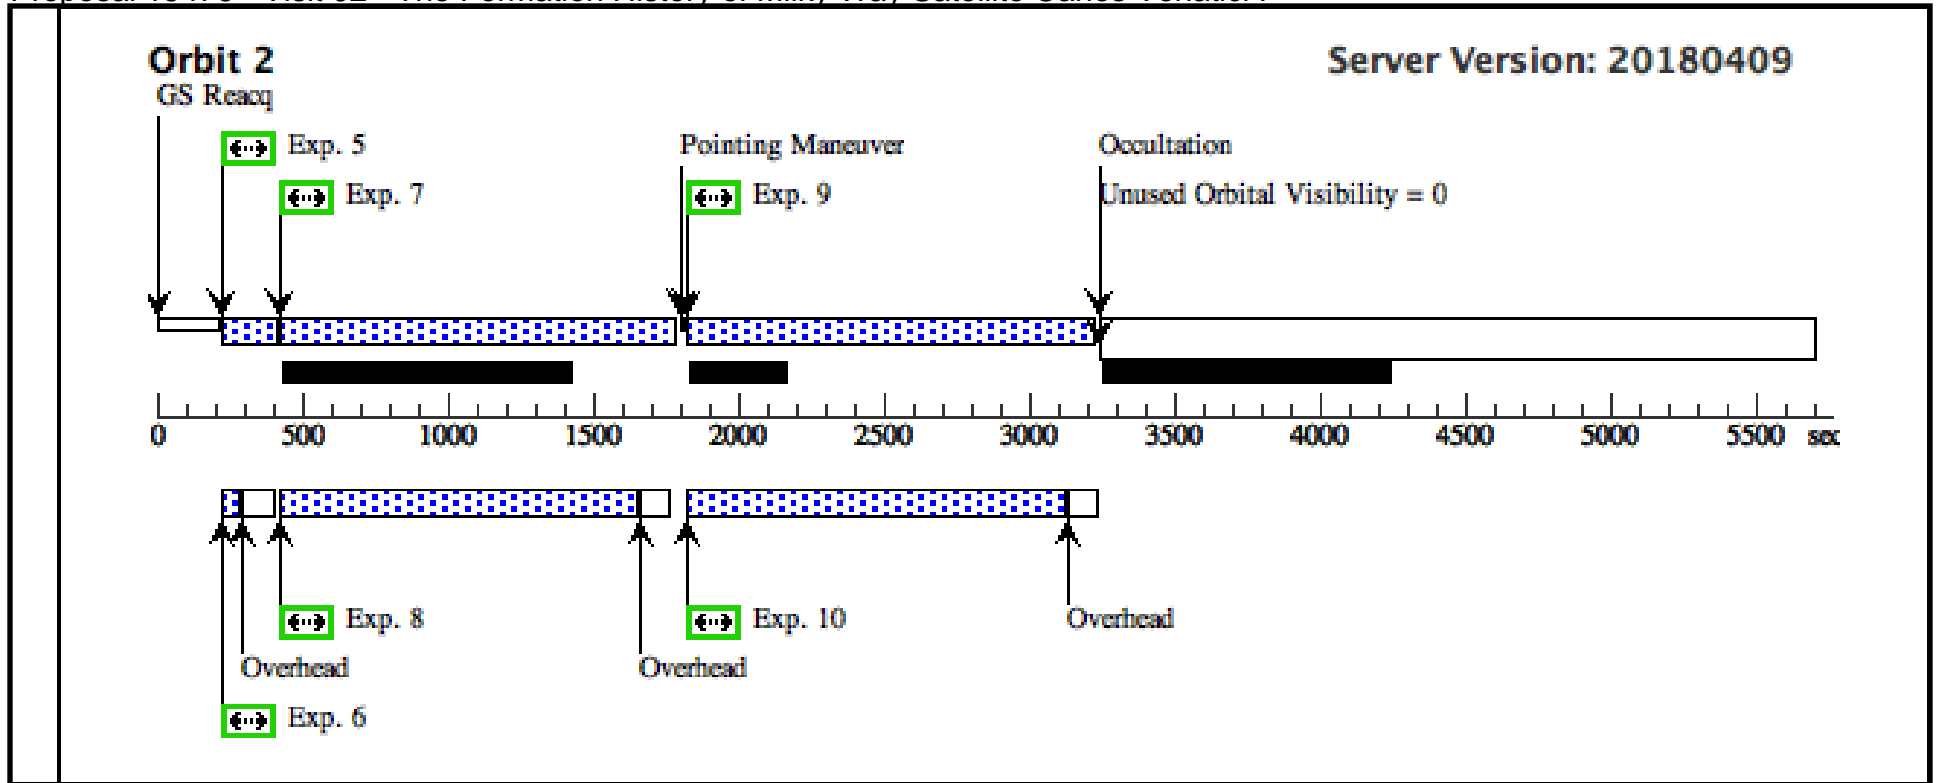 Orbit 2
Server Version: 20180409
GS Reacq
Exp. 5
Pointing Maneuver
Occultation
Exp. 7
Exp. 9
Unused Orbital Visibility = 0
0 500 1000 1500 2000 2500 3000 3500 4000 4500 5000 5500 sec
Exp. 8
Exp. 10
Overhead
Overhead
Overhead
Exp. 6